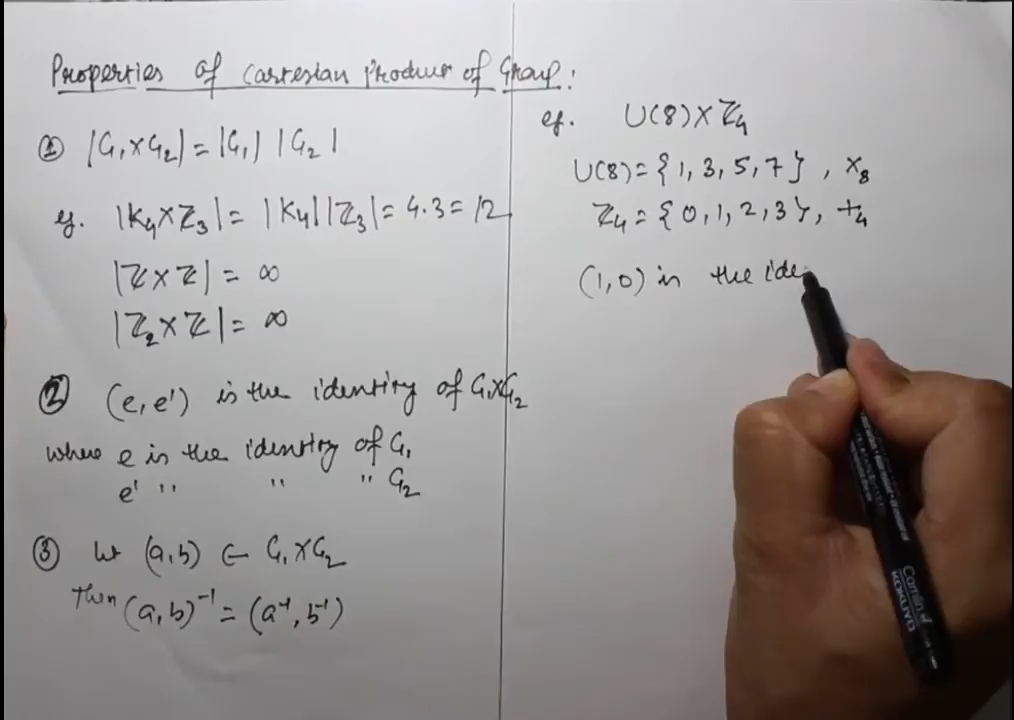 Properties of Cartesian Product of Group:
① |G₁×G₂| = |G₁| |G₂|
eg. |K₄×Z₃| = |K₄||Z₃| = 4.3 = 12
|ℤ×ℤ| = ∞
|ℤ₂×ℤ| = ∞
② (e, e') is the identity of G₁×G₂
where e is the identity of G₁
e' " " " G₂
③ let (a, b) ∈ G₁×G₂
then (a, b)⁻¹ = (a⁻¹, b⁻¹)
eg. U(8)×ℤ₄
U(8) = {1, 3, 5, 7}, ×₈
ℤ₄ = {0, 1, 2, 3}, +₄
(1, 0) is the ide
Camlin
KOKUYO